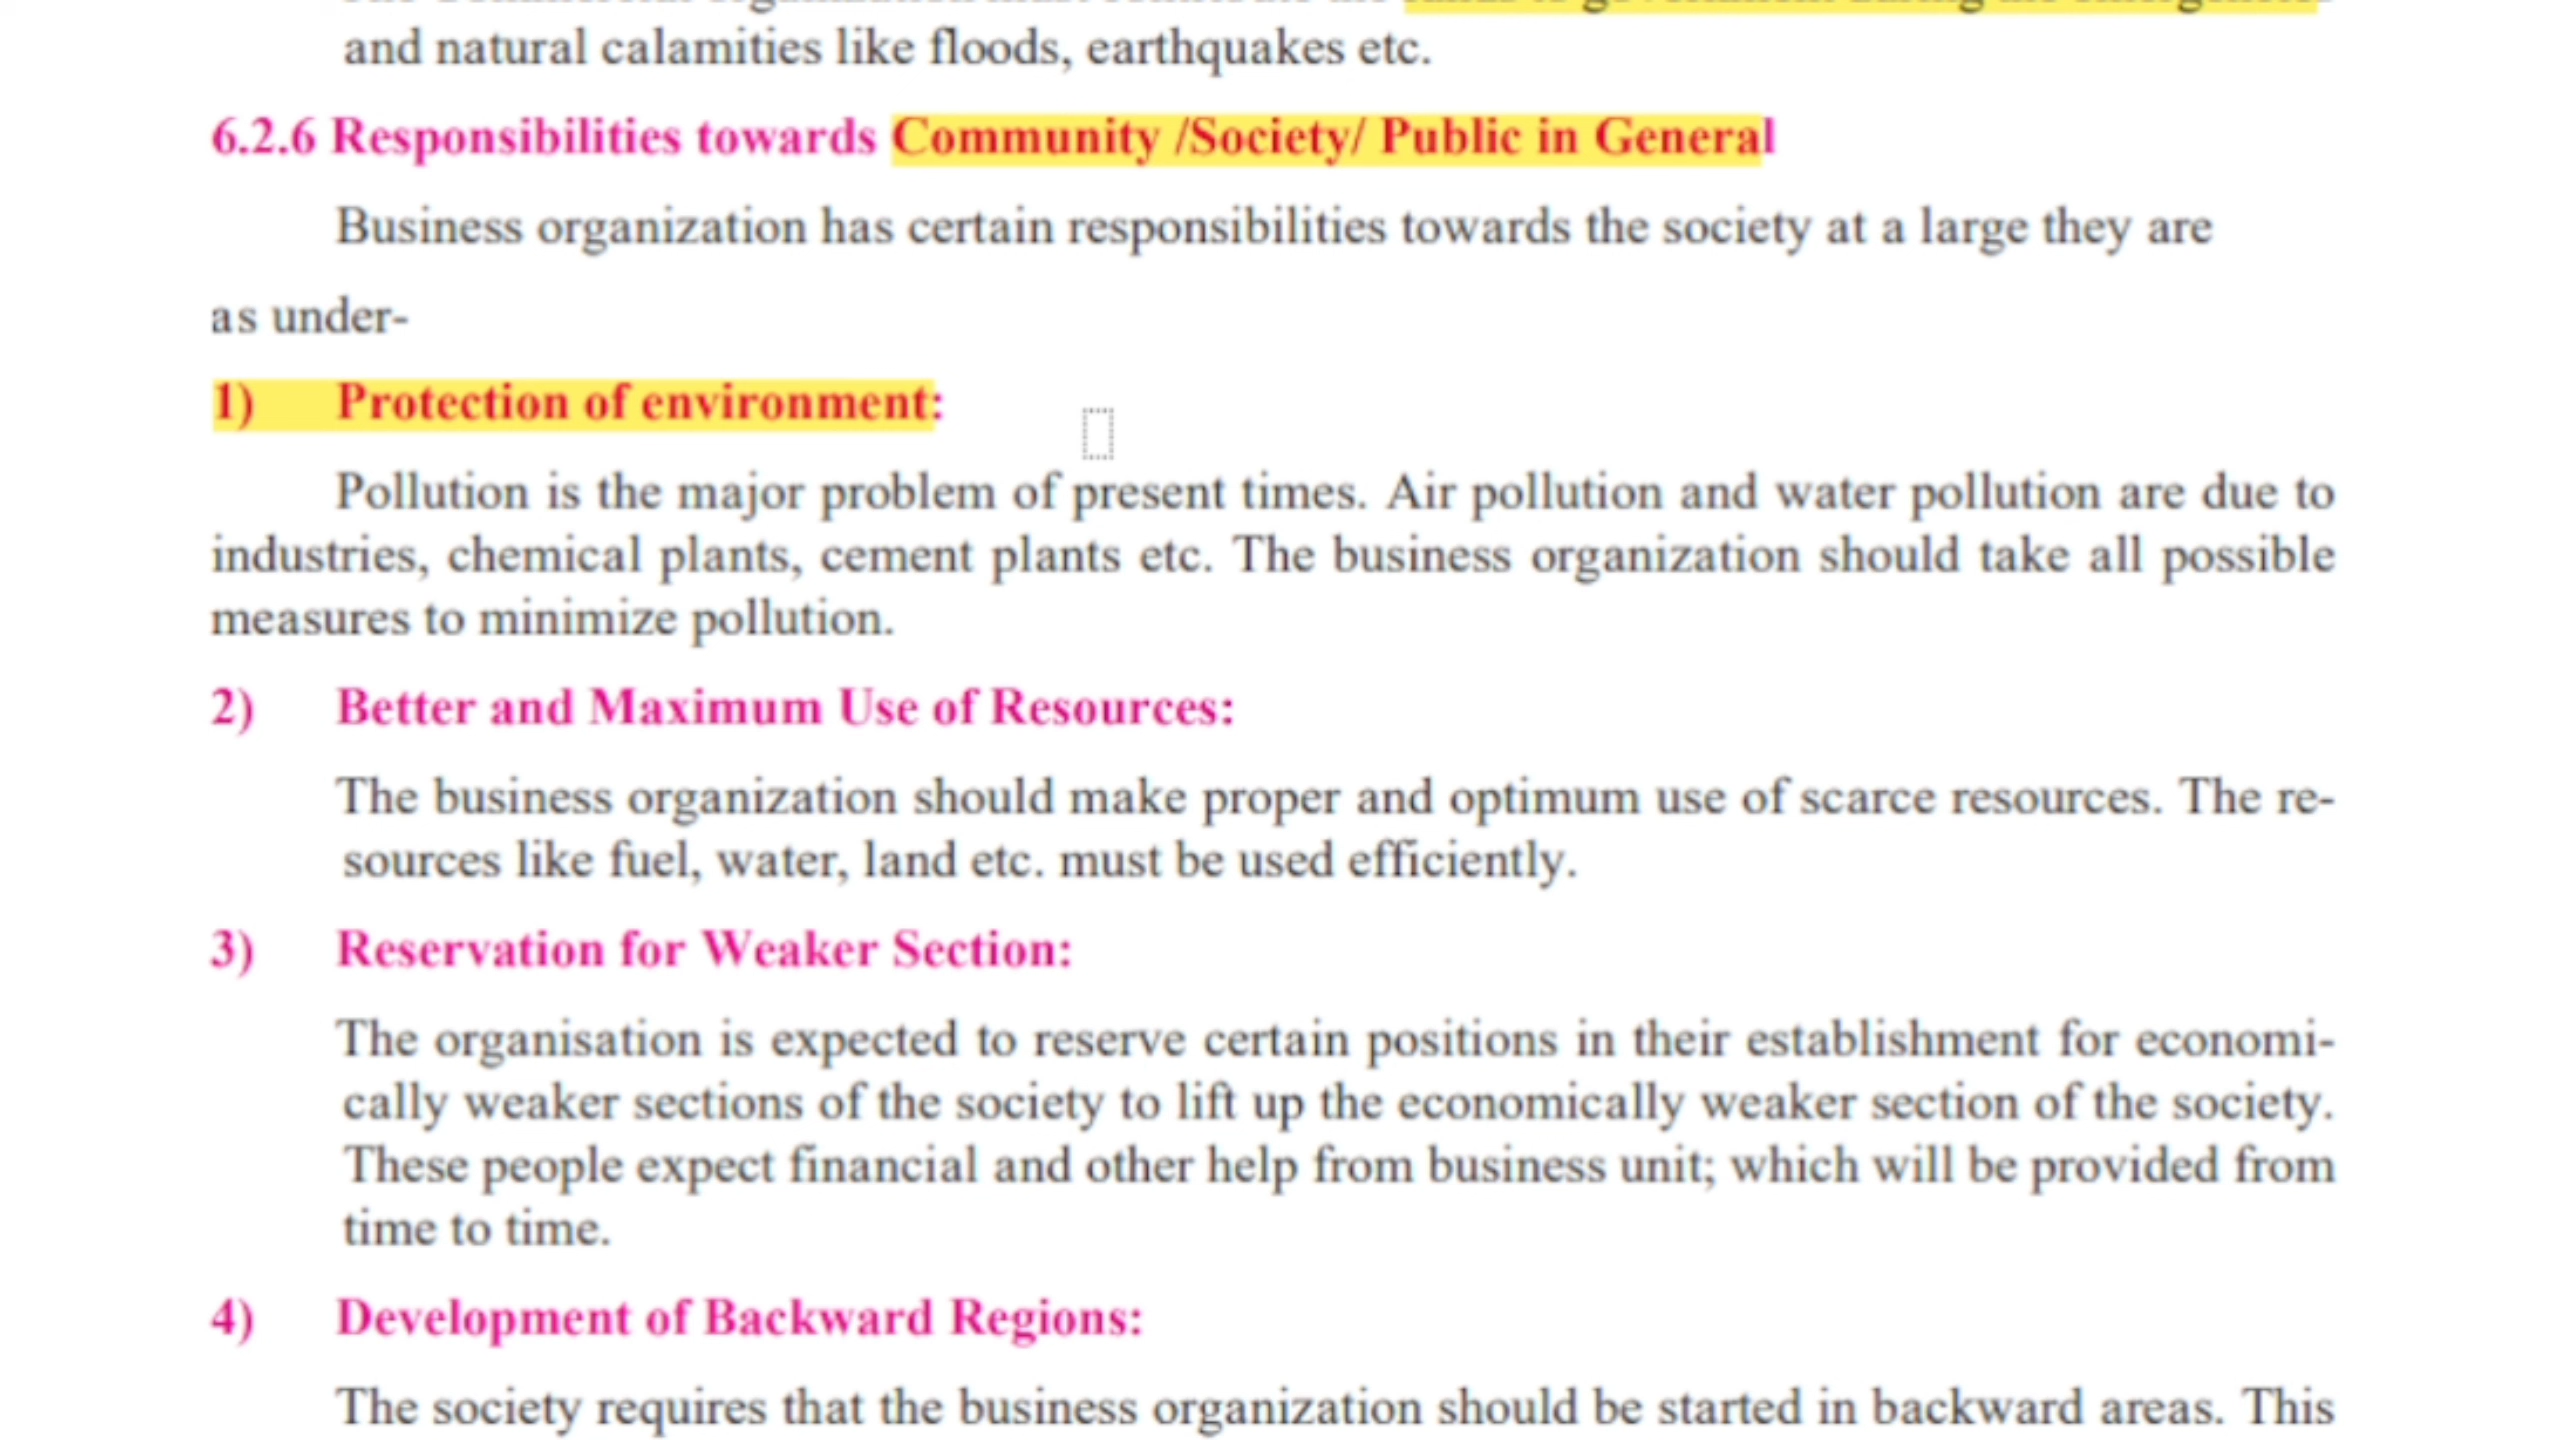 and natural calamities like floods, earthquakes etc.
6.2.6 Responsibilities towards Community /Society/ Public in General
Business organization has certain responsibilities towards the society at a large they are
as under-
1) Protection of environment:
Pollution is the major problem of present times. Air pollution and water pollution are due to
industries, chemical plants, cement plants etc. The business organization should take all possible
measures to minimize pollution.
2) Better and Maximum Use of Resources:
The business organization should make proper and optimum use of scarce resources. The re-
sources like fuel, water, land etc. must be used efficiently.
3) Reservation for Weaker Section:
The organisation is expected to reserve certain positions in their establishment for economi-
cally weaker sections of the society to lift up the economically weaker section of the society.
These people expect financial and other help from business unit; which will be provided from
time to time.
4) Development of Backward Regions:
The society requires that the business organization should be started in backward areas. This